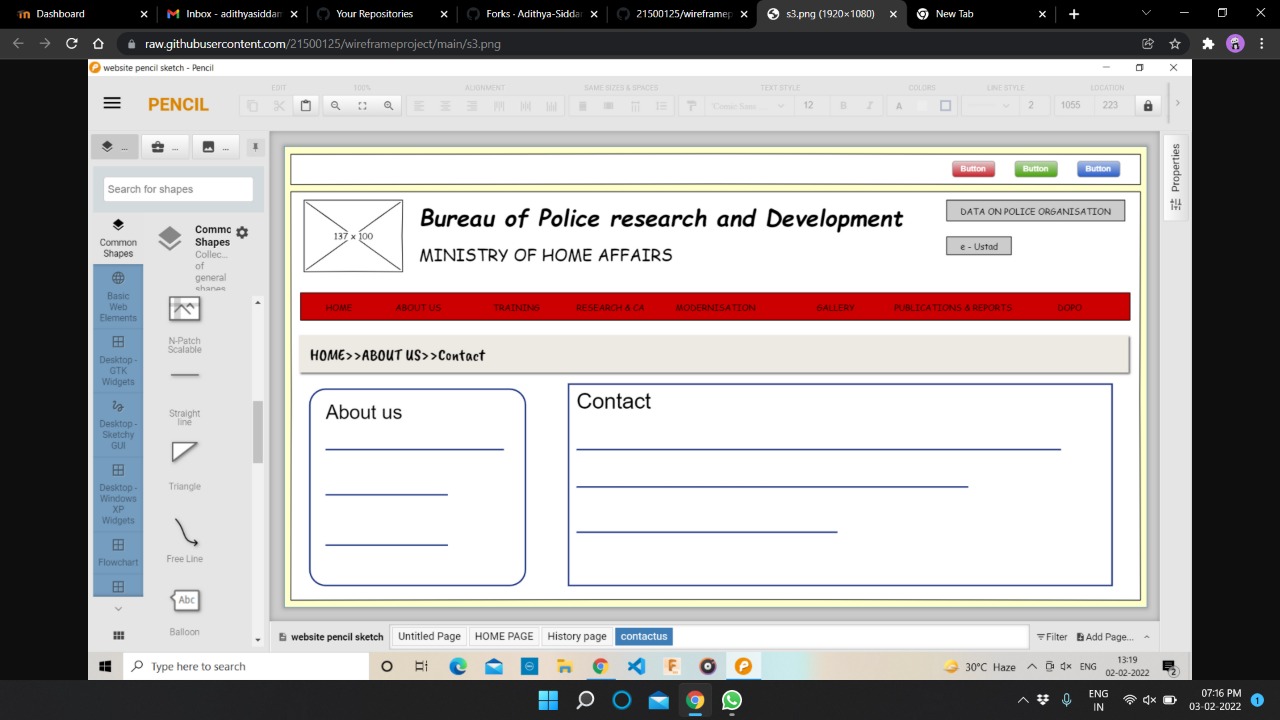 Dashboard
Inbox - adithyasiddam
Your Repositories
Forks - Adithya-Siddar
21500125/wireframep
s3.png (1920×1080)
New Tab
raw.githubusercontent.com/21500125/wireframeproject/main/s3.png
website pencil sketch - Pencil
EDIT
100%
ALIGNMENT
SAME SIZES & SPACES
TEXT STYLE
COLORS
LINE STYLE
LOCATION
PENCIL
12
B
I
A
2
1055
223
...
...
...
Properties
Search for shapes
Common
Shapes
Basic
Web
Elements
Desktop -
GTK
Widgets
Desktop -
Sketchy
GUI
Desktop -
Windows
XP
Widgets
Flowchart
Commc
Shapes
Collec...
of
general
shapes
N-Patch
Scalable
Straight
line
Triangle
Free Line
Abc
Balloon
Button
Button
Button
137 x 100
Bureau of Police research and Development
MINISTRY OF HOME AFFAIRS
DATA ON POLICE ORGANISATION
e - Ustad
HOME
ABOUT US
TRAINING
RESEARCH & CA
MODERNISATION
GALLERY
PUBLICATIONS & REPORTS
DOPO
HOME>>ABOUT US>>Contact
About us
Contact
website pencil sketch
Untitled Page
HOME PAGE
History page
contactus
Filter
Add Page...
Type here to search
30°C Haze
ENG
13:19
02-02-2022
2
ENG
IN
07:16 PM
03-02-2022
1